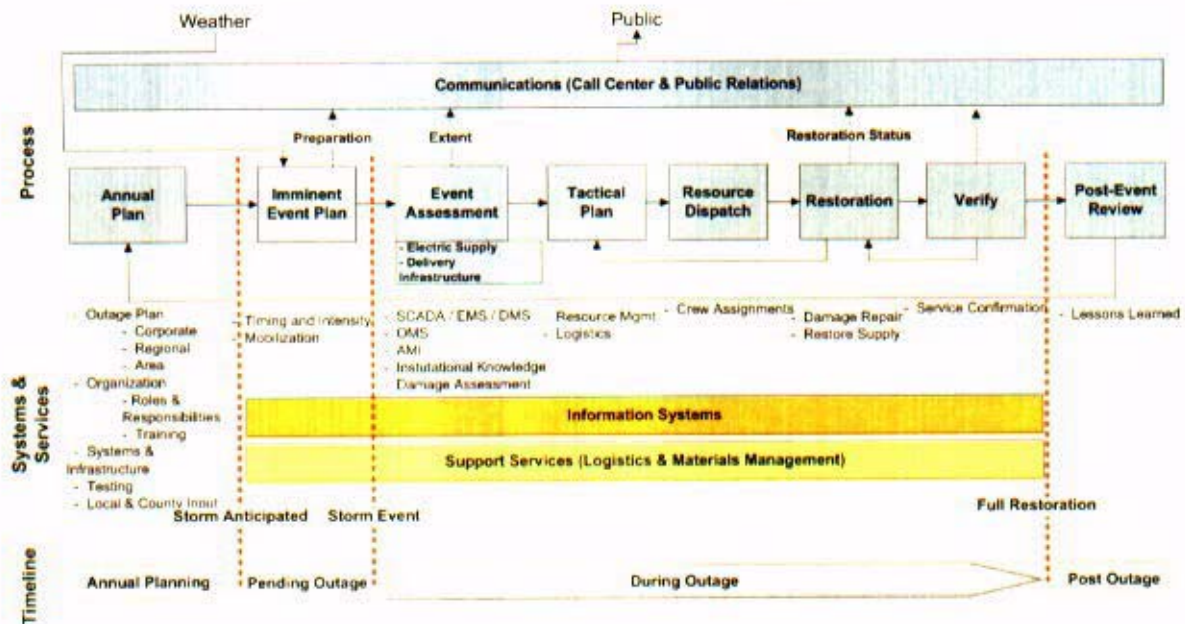 Weather
Public
Communications (Call Center & Public Relations)
Preparation
Extent
Restoration Status
Process
Annual
Plan
Imminent
Event Plan
Event
Assessment
Tactical
Plan
Resource
Dispatch
Restoration
Verify
Post-Event
Review
- Electric Supply
- Delivery
Infrastructure
- Outage Plan
- Corporate
- Regional
- Area
- Organization
- Roles &
Responsibilities
- Training
- Systems &
Infrastructure
- Testing
- Local & County Input
- Timing and Intensity
- Mobilization
- SCADA / EMS / DMS
- OMS
AMI
- Instutational Knowledge
Damage Assessment
Resource Mgmt.
- Logistics
- Crew Assignments
- Damage Repair
- Restore Supply
- Service Confirmation
- Lessons Learned
Systems &
Services
Information Systems
Support Services (Logistics & Materials Management)
Storm Anticipated
Storm Event
Full Restoration
Timeline
Annual Planning
Pending Outage
During Outage
Post Outage